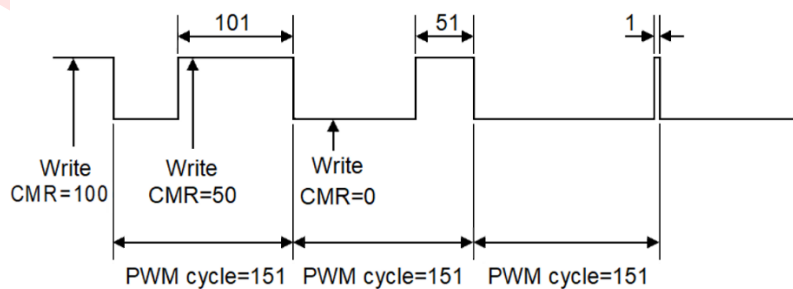 101 51 1
Write Write Write
CMR=100 CMR=50 CMR=0
PWM cycle=151 PWM cycle=151 PWM cycle=151